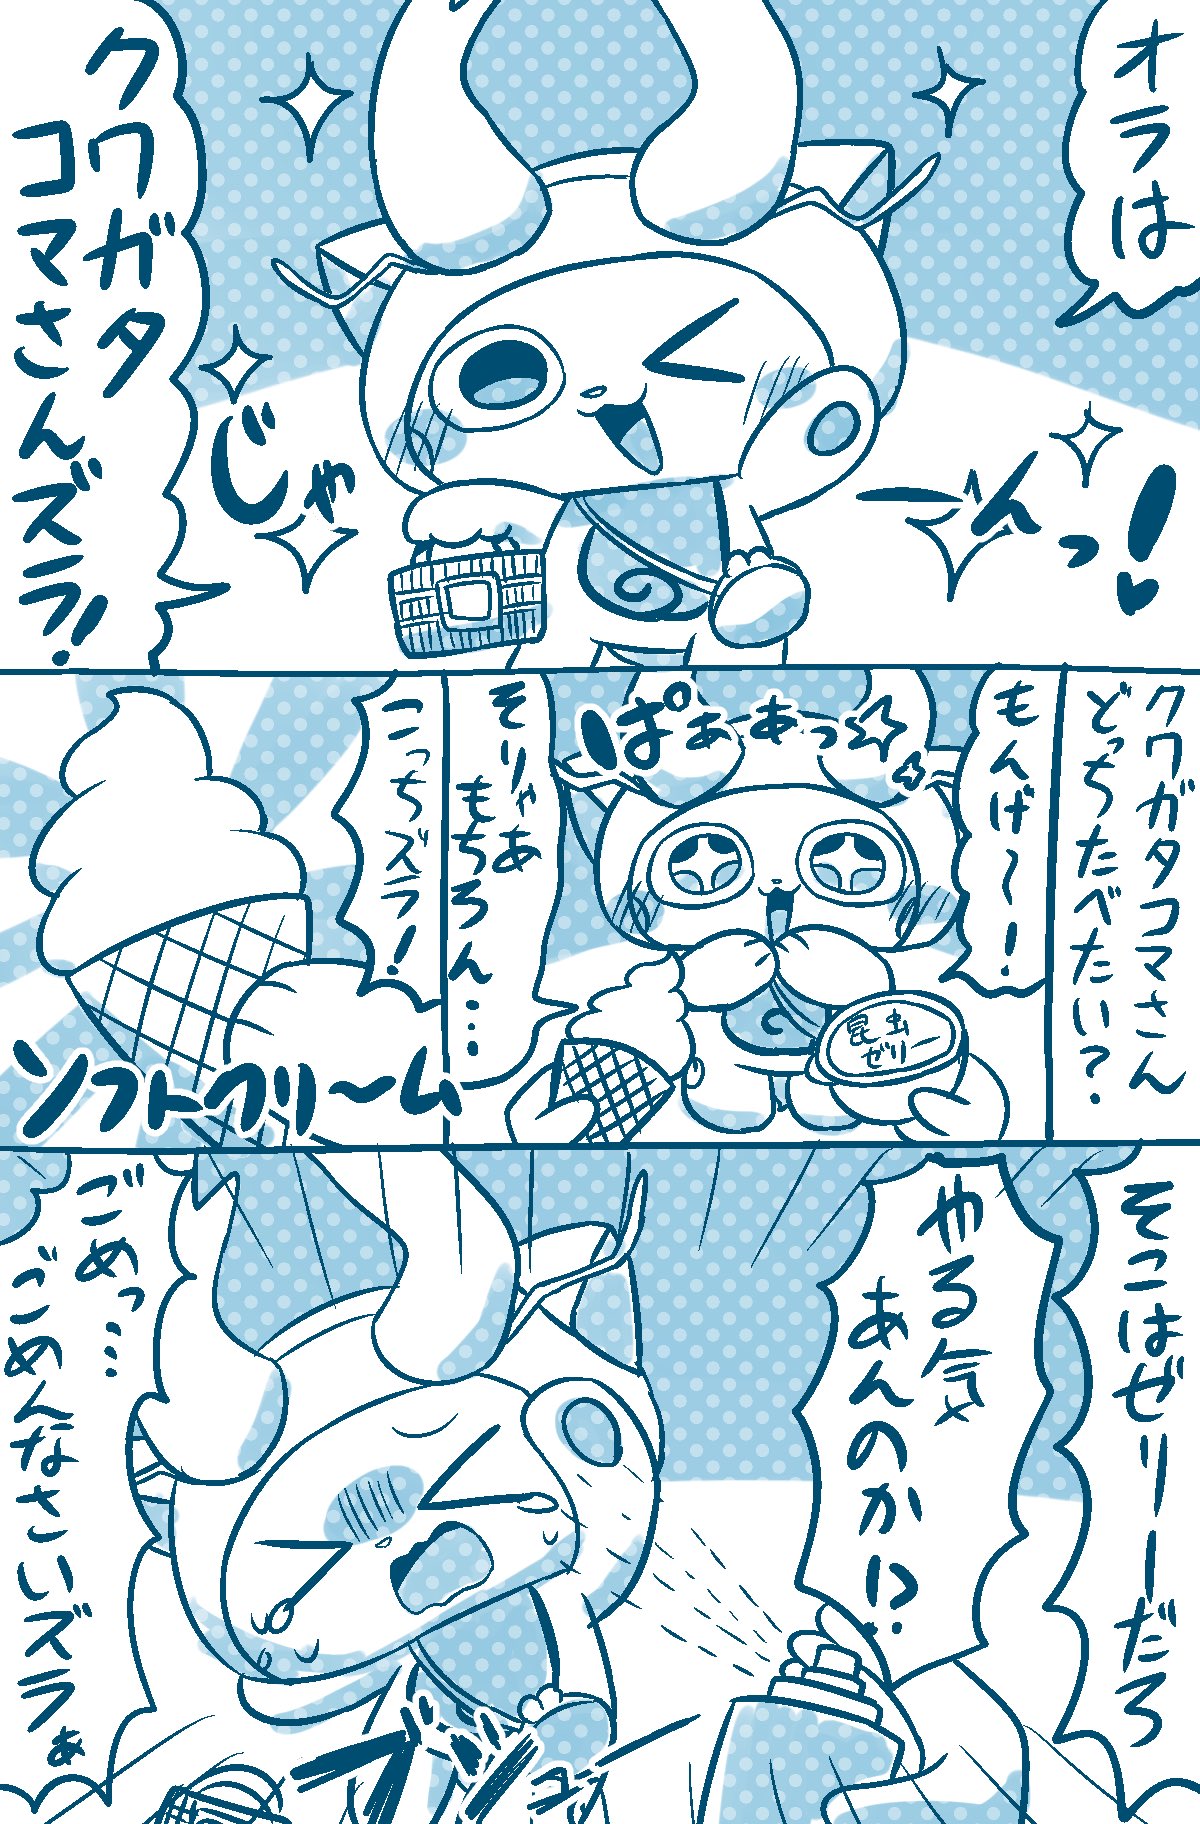 オラは
クワガタ
コマさんズラ!
じゃーんっ!
クワガタコマさん
どっちたべたい?
もんげ〜!
ぱぁあっ
昆虫
ゼリー
そりゃあ
もちろん…
こっちズラ!
ソフトクリ〜ム
そこはゼリーだろ
やる気
あんのか!?
ごめっ…
ごめんなさいズラぁ